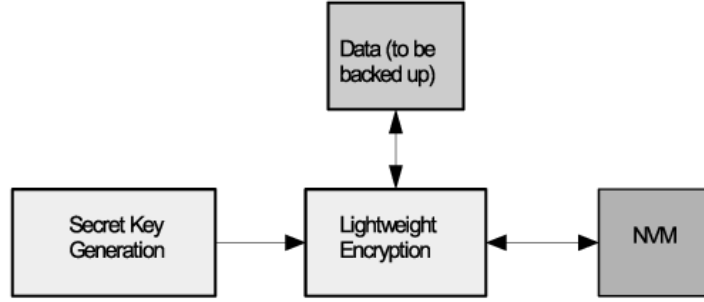 Data (to be
backed up)
Secret Key
Generation
Lightweight
Encryption
NVM